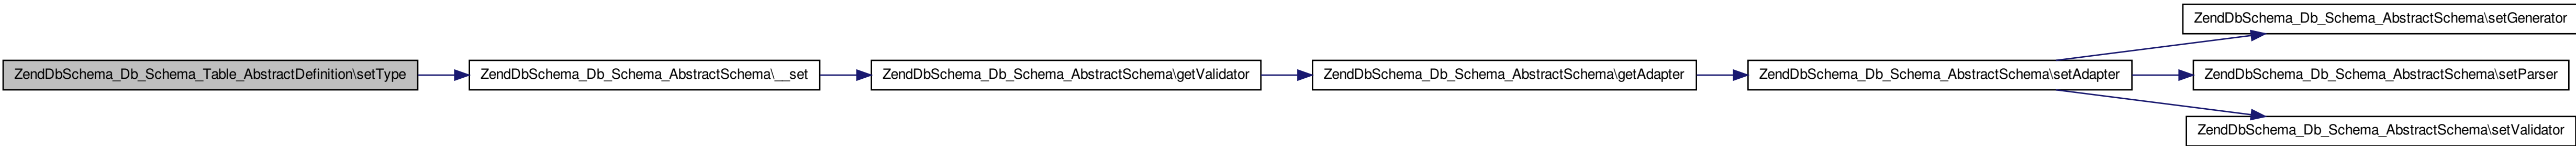 ZendDbSchema_Db_Schema_AbstractSchema\setGenerator
ZendDbSchema_Db_Schema_Table_AbstractDefinition\setType
ZendDbSchema_Db_Schema_AbstractSchema\__set
ZendDbSchema_Db_Schema_AbstractSchema\getValidator
ZendDbSchema_Db_Schema_AbstractSchema\getAdapter
ZendDbSchema_Db_Schema_AbstractSchema\setAdapter
ZendDbSchema_Db_Schema_AbstractSchema\setParser
ZendDbSchema_Db_Schema_AbstractSchema\setValidator